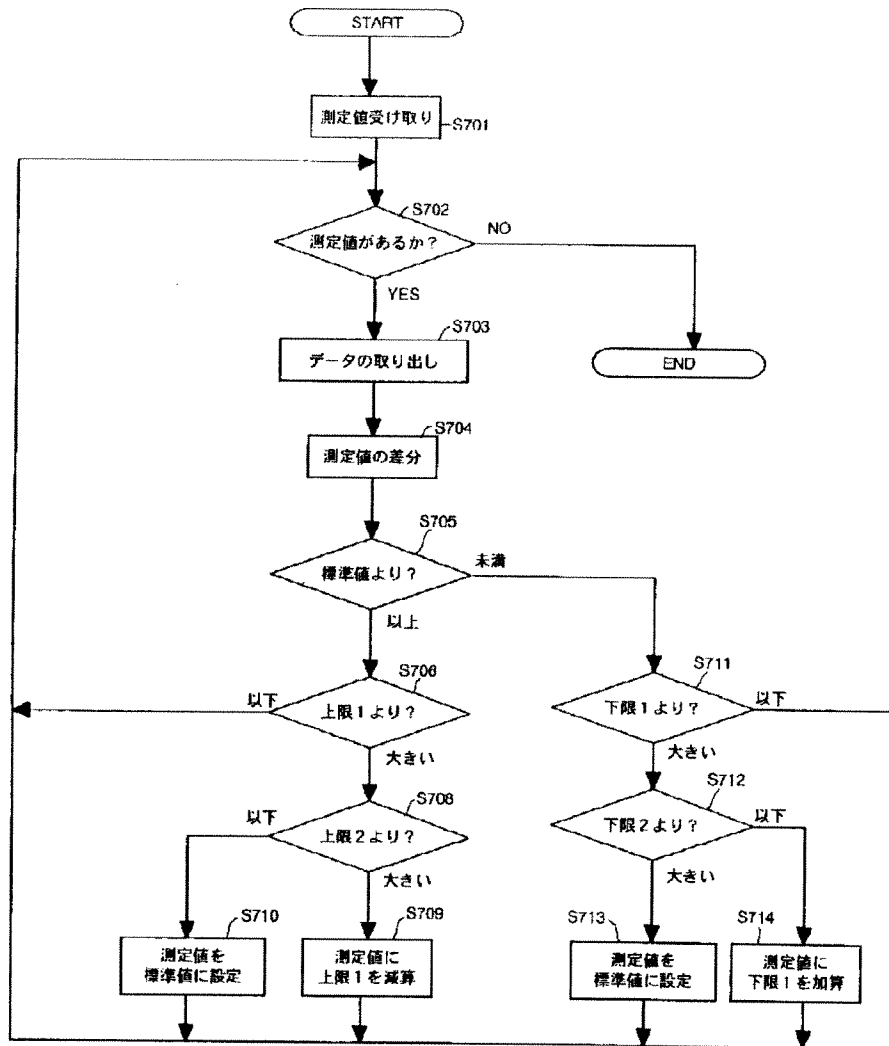 START
測定値受け取り
S701
S702
測定値があるか?
NO
YES
S703
データの取り出し
END
S704
測定値の差分
S705
標準値より?
未満
以上
S706
以下
上限1より?
大きい
S711
下限1より?
以下
大きい
S708
以下
上限2より?
大きい
S712
下限2より?
以下
大きい
S710
測定値を
標準値に設定
S709
測定値に
上限1を減算
S713
測定値を
標準値に設定
S714
測定値に
下限1を加算